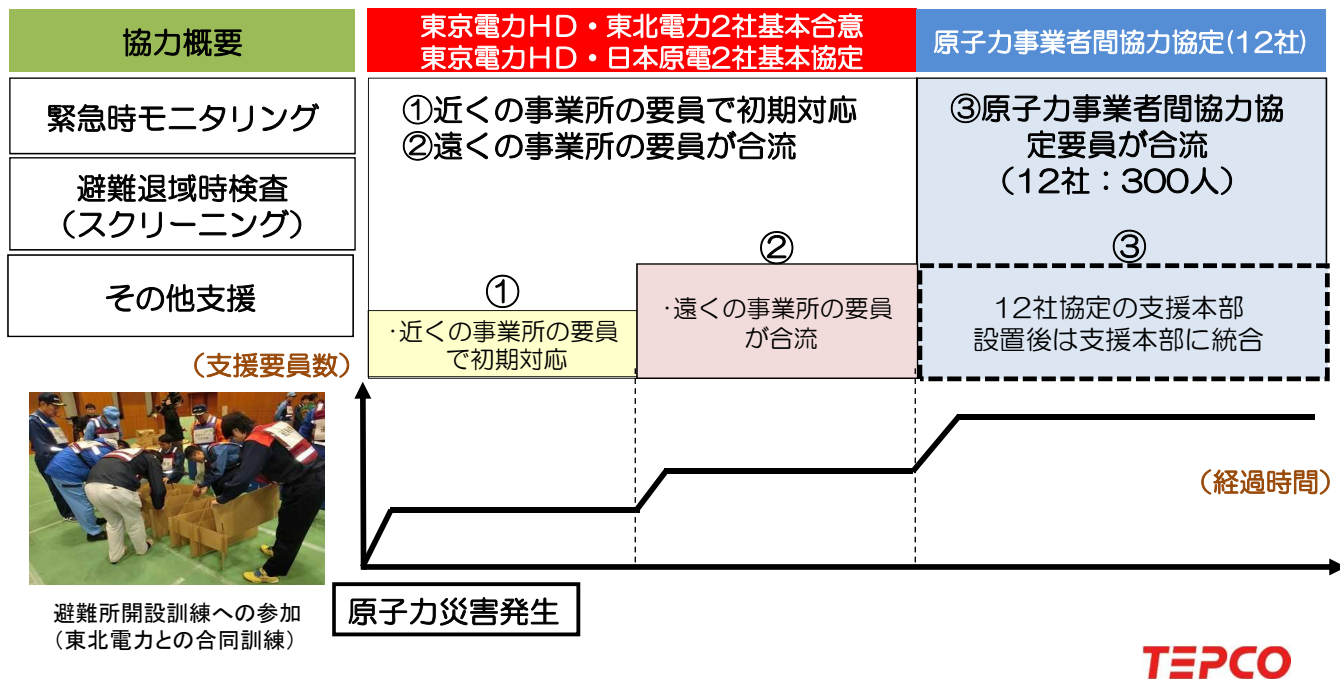 協力概要
東京電力HD・東北電力2社基本合意
東京電力HD・日本原電2社基本協定
原子力事業者間協力協定(12社)
緊急時モニタリング
避難退域時検査
（スクリーニング）
その他支援
①近くの事業所の要員で初期対応
②遠くの事業所の要員が合流
③原子力事業者間協力協
定要員が合流
（12社：300人）
①
・近くの事業所の要員
で初期対応
②
・遠くの事業所の要員
が合流
③
12社協定の支援本部
設置後は支援本部に統合
（支援要員数）
（経過時間）
原子力災害発生
避難所開設訓練への参加
（東北電力との合同訓練）
TEPCO